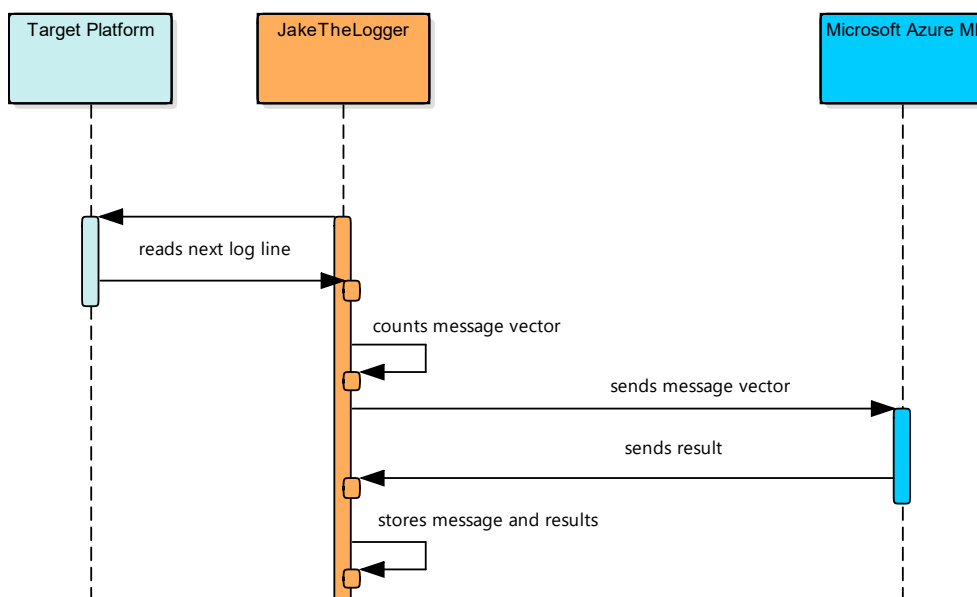 Target Platform
JakeTheLogger
Microsoft Azure
reads next log line
counts message vector
sends message vector
sends result
stores message and results